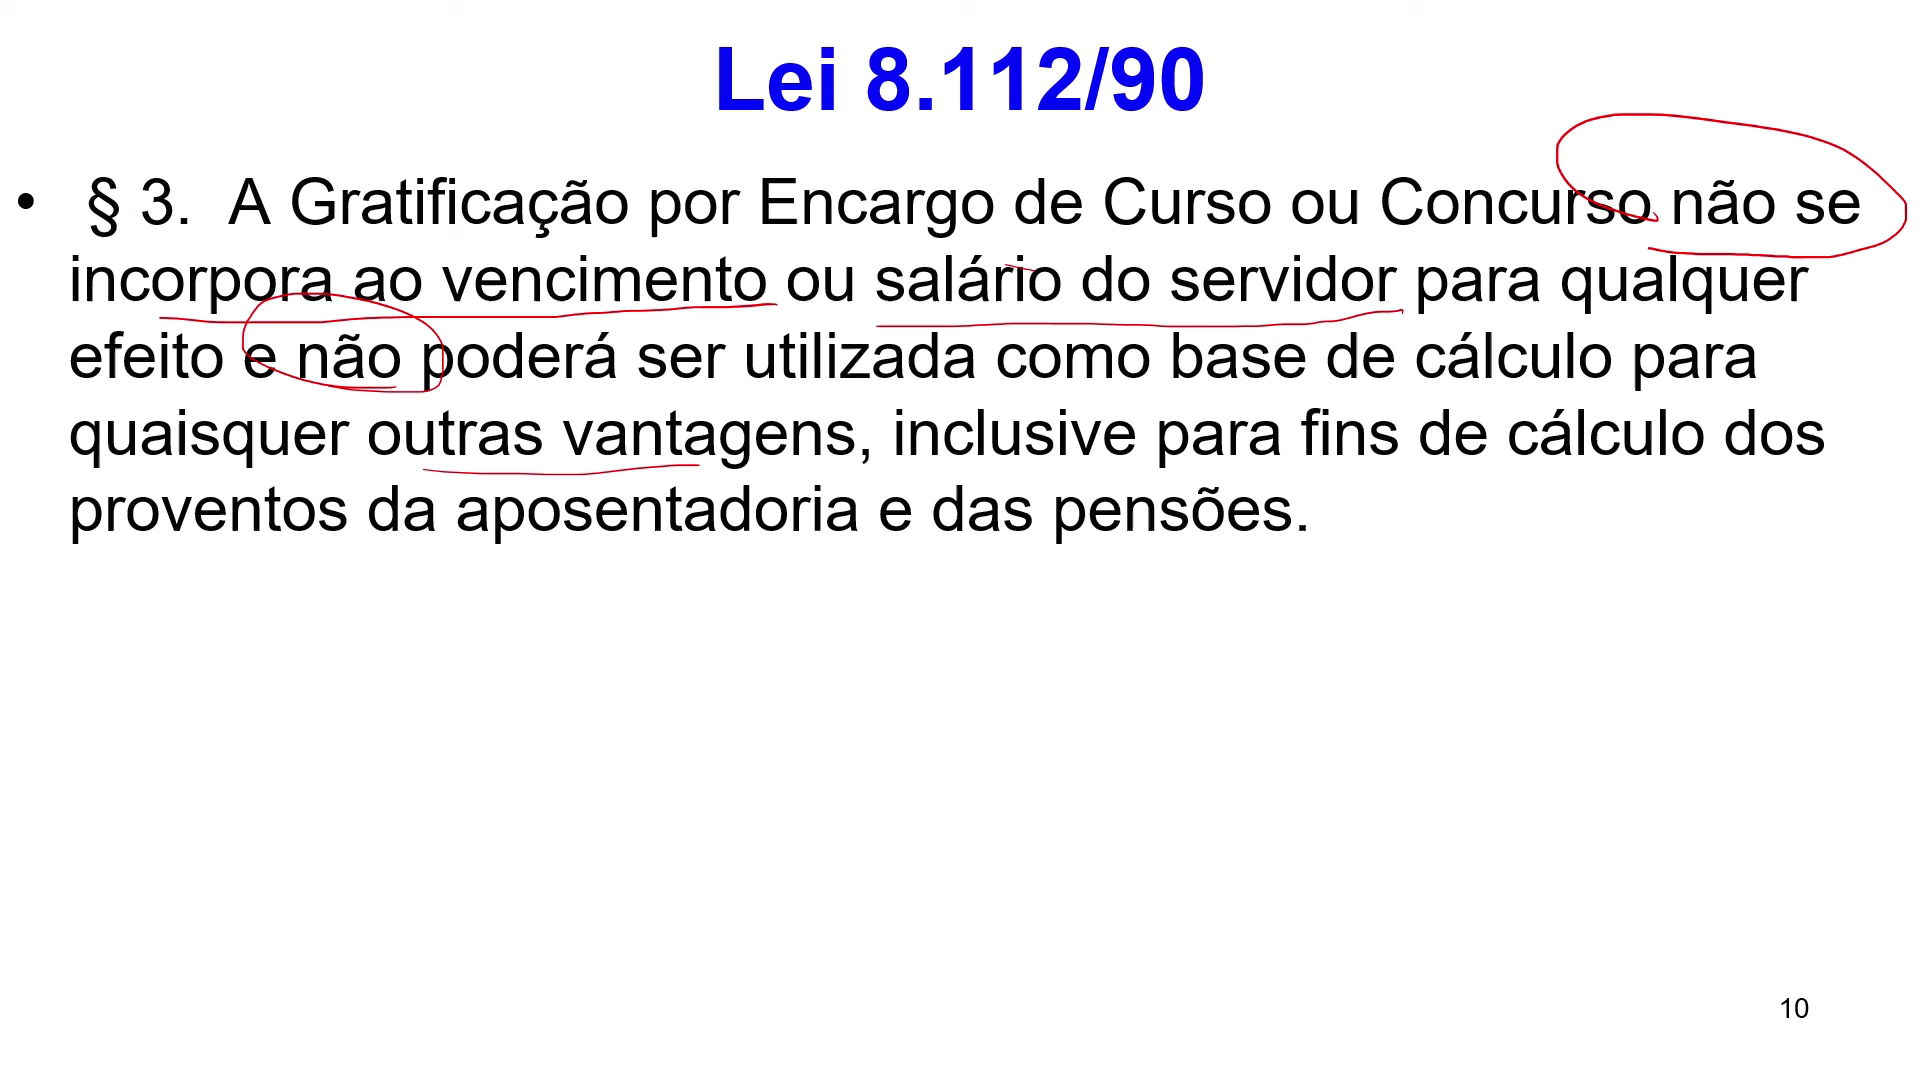 Lei 8.112/90
• § 3. A Gratificação por Encargo de Curso ou Concurso não se
incorpora ao vencimento ou salário do servidor para qualquer
efeito e não poderá ser utilizada como base de cálculo para
quaisquer outras vantagens, inclusive para fins de cálculo dos
proventos da aposentadoria e das pensões.
10